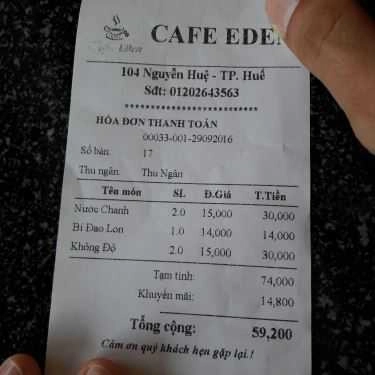 CAFE EDEN
Cafe Eden
104 Nguyễn Huệ - TP. Huế
Sđt: 01202643563
************************
HÓA ĐƠN THANH TOÁN
00033-001-29092016
Số bàn: 17
Thu ngân: Thu Ngân
Tên món SL Đ.Giá T.Tiền
Nước Chanh 2.0 15,000 30,000
Bí Đao Lon 1.0 14,000 14,000
Không Độ 2.0 15,000 30,000
Tạm tính: 74,000
Khuyến mãi: 14,800
Tổng cộng: 59,200
Cảm ơn quý khách hẹn gặp lại.!